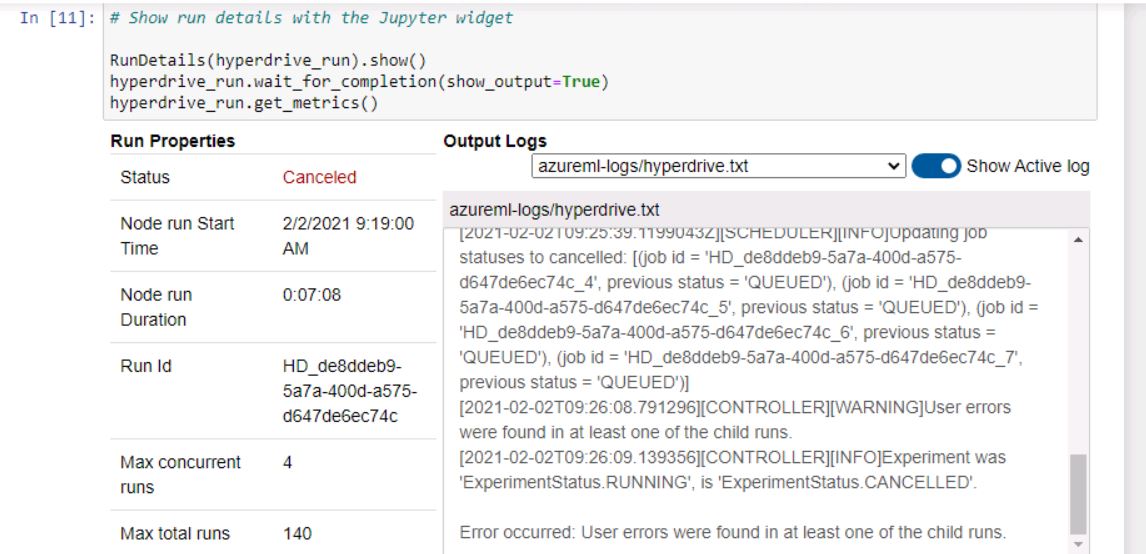 In [11]: # Show run details with the Jupyter widget
RunDetails(hyperdrive_run).show()
hyperdrive_run.wait_for_completion(show_output=True)
hyperdrive_run.get_metrics()
Run Properties
Status Canceled
Node run Start 2/2/2021 9:19:00
Time AM
Node run 0:07:08
Duration
Run Id HD_de8ddeb9-
5a7a-400d-a575-
d647de6ec74c
Max concurrent 4
runs
Max total runs 140
Output Logs
azureml-logs/hyperdrive.txt Show Active log
azureml-logs/hyperdrive.txt
[2021-02-02T09:25:39.1199043Z][SCHEDULER][INFO]Updating job
statuses to cancelled: [(job id = 'HD_de8ddeb9-5a7a-400d-a575-
d647de6ec74c_4', previous status = 'QUEUED'), (job id = 'HD_de8ddeb9-
5a7a-400d-a575-d647de6ec74c_5', previous status = 'QUEUED'), (job id =
'HD_de8ddeb9-5a7a-400d-a575-d647de6ec74c_6', previous status =
'QUEUED'), (job id = 'HD_de8ddeb9-5a7a-400d-a575-d647de6ec74c_7',
previous status = 'QUEUED')]
[2021-02-02T09:26:08.791296][CONTROLLER][WARNING]User errors
were found in at least one of the child runs.
[2021-02-02T09:26:09.139356][CONTROLLER][INFO]Experiment was
'ExperimentStatus.RUNNING', is 'ExperimentStatus.CANCELLED'.
Error occurred: User errors were found in at least one of the child runs.